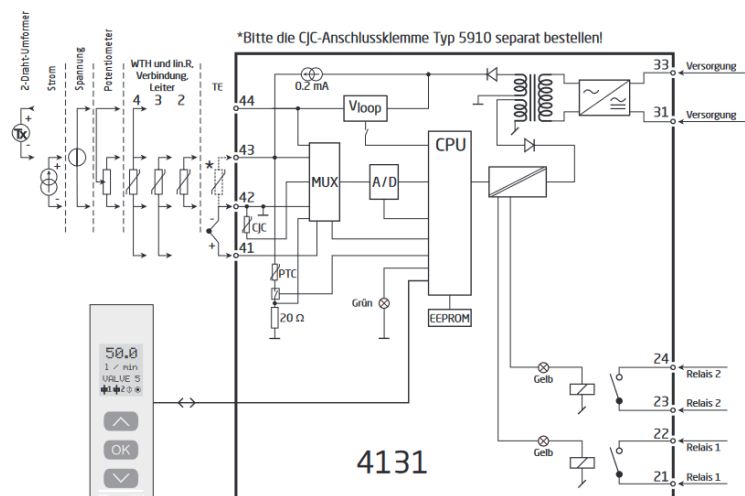 *Bitte die CJC-Anschlussklemme Typ 5910 separat bestellen!
2-Draht-Umformer
Strom
Spannung
Potentiometer
WTH und lin.R,
Verbindung,
Leiter
4 3 2
TE
Tx
+
-
+
-
*
-
+
44
43
42
41
0.2 mA
Vloop
CPU
MUX
A/D
CJC
PTC
20 Ω
Grün
EEPROM
33
Versorgung
31
Versorgung
24
Relais 2
Gelb
23
Relais 2
22
Relais 1
Gelb
21
Relais 1
50.0
l / min
VALVE 5
1 2
OK
4131